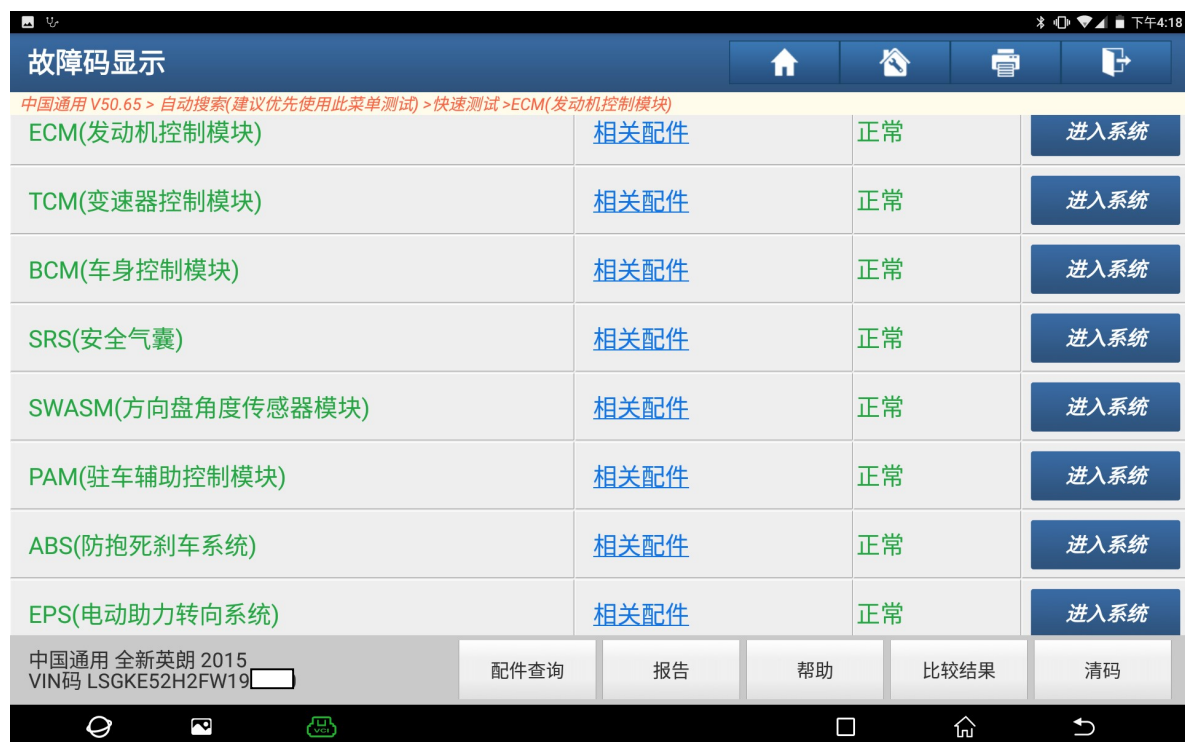 下午4:18
故障码显示
中国通用 V50.65 > 自动搜索(建议优先使用此菜单测试) >快速测试 >ECM(发动机控制模块)
ECM(发动机控制模块) 相关配件 正常 进入系统
TCM(变速器控制模块) 相关配件 正常 进入系统
BCM(车身控制模块) 相关配件 正常 进入系统
SRS(安全气囊) 相关配件 正常 进入系统
SWASM(方向盘角度传感器模块) 相关配件 正常 进入系统
PAM(驻车辅助控制模块) 相关配件 正常 进入系统
ABS(防抱死刹车系统) 相关配件 正常 进入系统
EPS(电动助力转向系统) 相关配件 正常 进入系统
中国通用 全新英朗 2015
VIN码 LSGKE52H2FW19
配件查询 报告 帮助 比较结果 清码
VCI